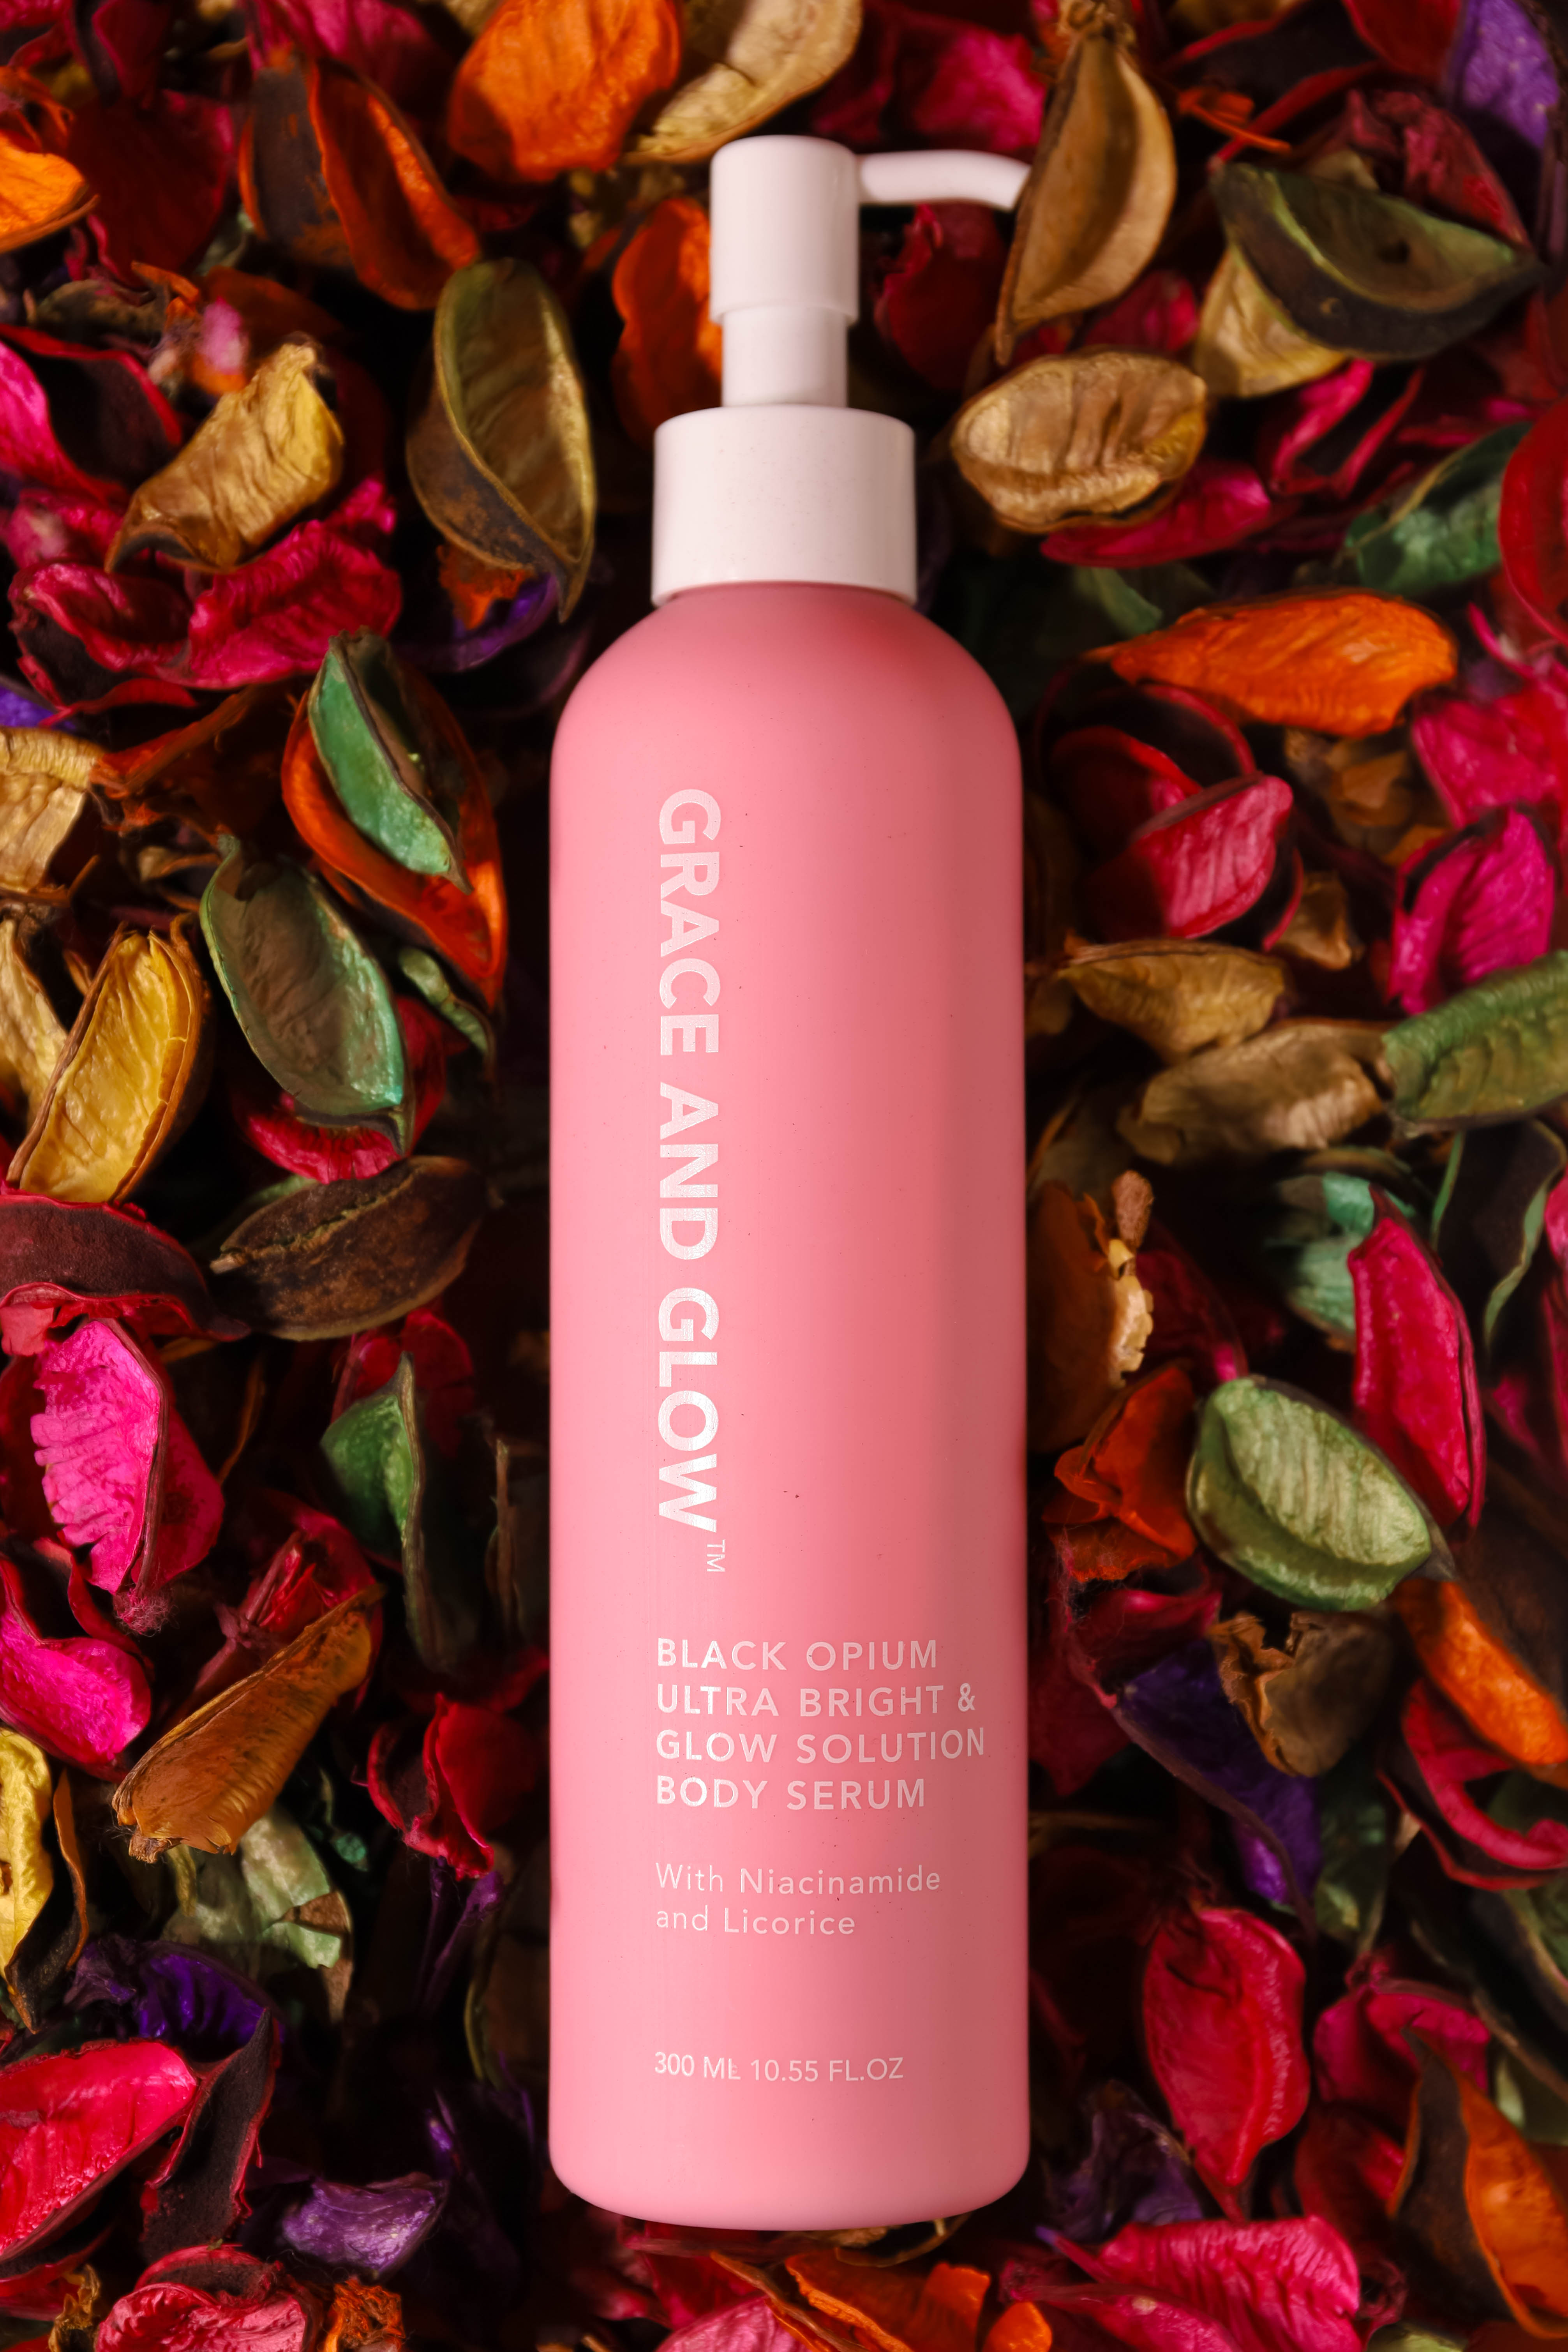 GRACE AND GLOW™
BLACK OPIUM
ULTRA BRIGHT &
GLOW SOLUTION
BODY SERUM
With Niacinamide
and Licorice
300 ML 10.55 FL.OZ